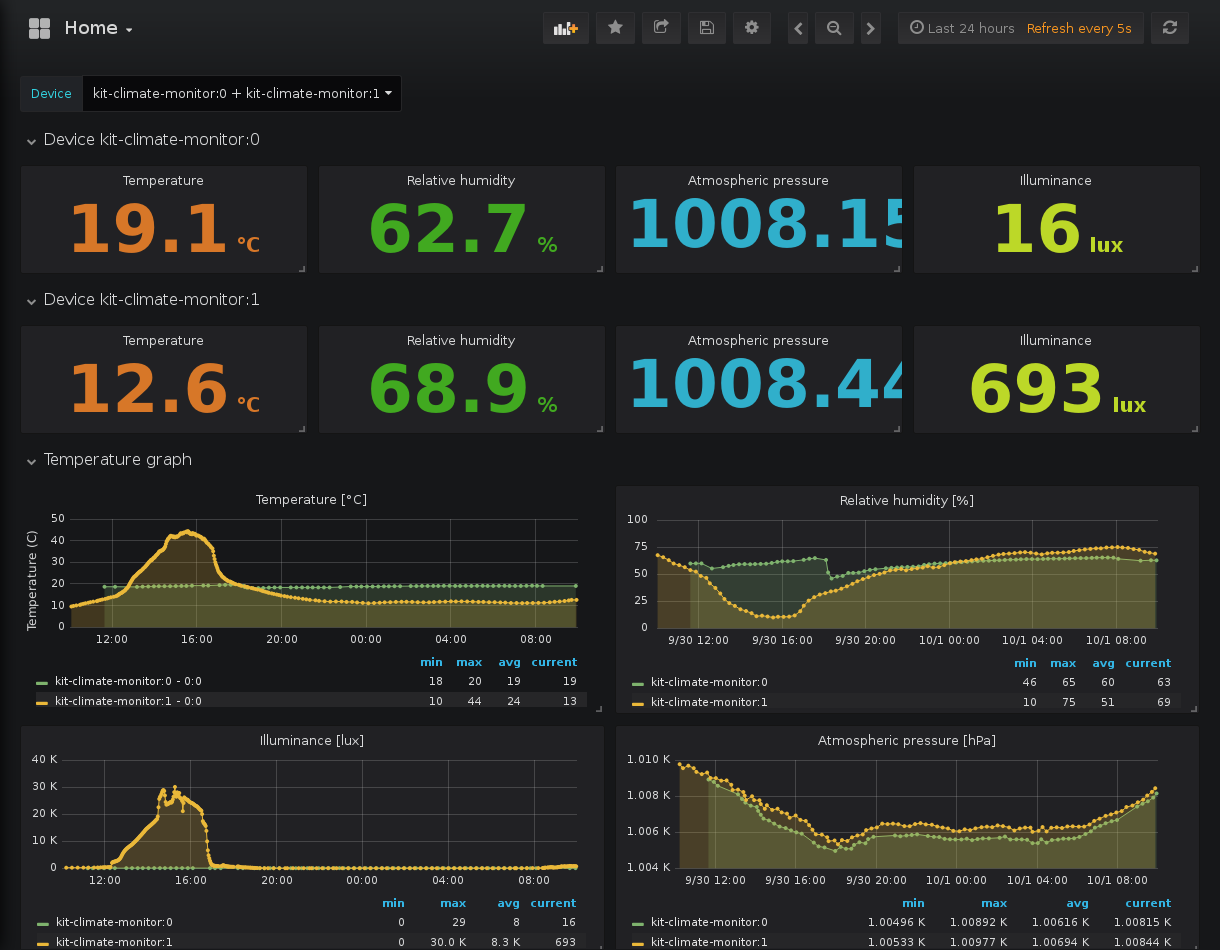 Home
Last 24 hours Refresh every 5s
Device kit-climate-monitor:0 + kit-climate-monitor:1
Device kit-climate-monitor:0
Temperature Relative humidity Atmospheric pressure Illuminance
19.1 °C 62.7 % 1008.15 16 lux
Device kit-climate-monitor:1
Temperature Relative humidity Atmospheric pressure Illuminance
12.6 °C 68.9 % 1008.44 693 lux
Temperature graph
Temperature [°C]
Temperature (C)
50
40
30
20
10
0
12:00 16:00 20:00 00:00 04:00 08:00
min max avg current
kit-climate-monitor:0 - 0:0 18 20 19 19
kit-climate-monitor:1 - 0:0 10 44 24 13
Relative humidity [%]
100
75
50
25
0
9/30 12:00 9/30 16:00 9/30 20:00 10/1 00:00 10/1 04:00 10/1 08:00
min max avg current
kit-climate-monitor:0 46 65 60 63
kit-climate-monitor:1 10 75 51 69
Illuminance [lux]
40 K
30 K
20 K
10 K
0
12:00 16:00 20:00 00:00 04:00 08:00
min max avg current
kit-climate-monitor:0 0 29 8 16
kit-climate-monitor:1 0 30.0 K 8.3 K 693
Atmospheric pressure [hPa]
1.010 K
1.008 K
1.006 K
1.004 K
9/30 12:00 9/30 16:00 9/30 20:00 10/1 00:00 10/1 04:00 10/1 08:00
min max avg current
kit-climate-monitor:0 1.00496 K 1.00892 K 1.00616 K 1.00815 K
kit-climate-monitor:1 1.00533 K 1.00977 K 1.00694 K 1.00844 K